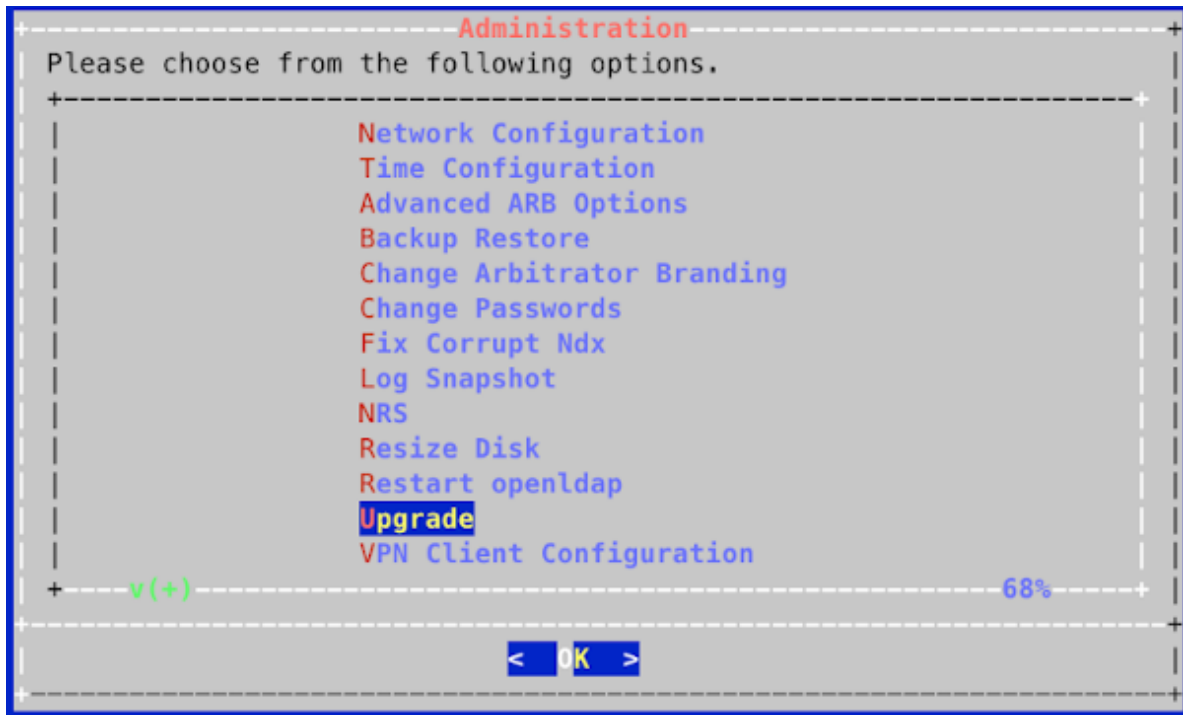 Administration
Please choose from the following options.
Network Configuration
Time Configuration
Advanced ARB Options
Backup Restore
Change Arbitrator Branding
Change Passwords
Fix Corrupt Ndx
Log Snapshot
NRS
Resize Disk
Restart openldap
Upgrade
VPN Client Configuration
v(+) 68%
< OK >